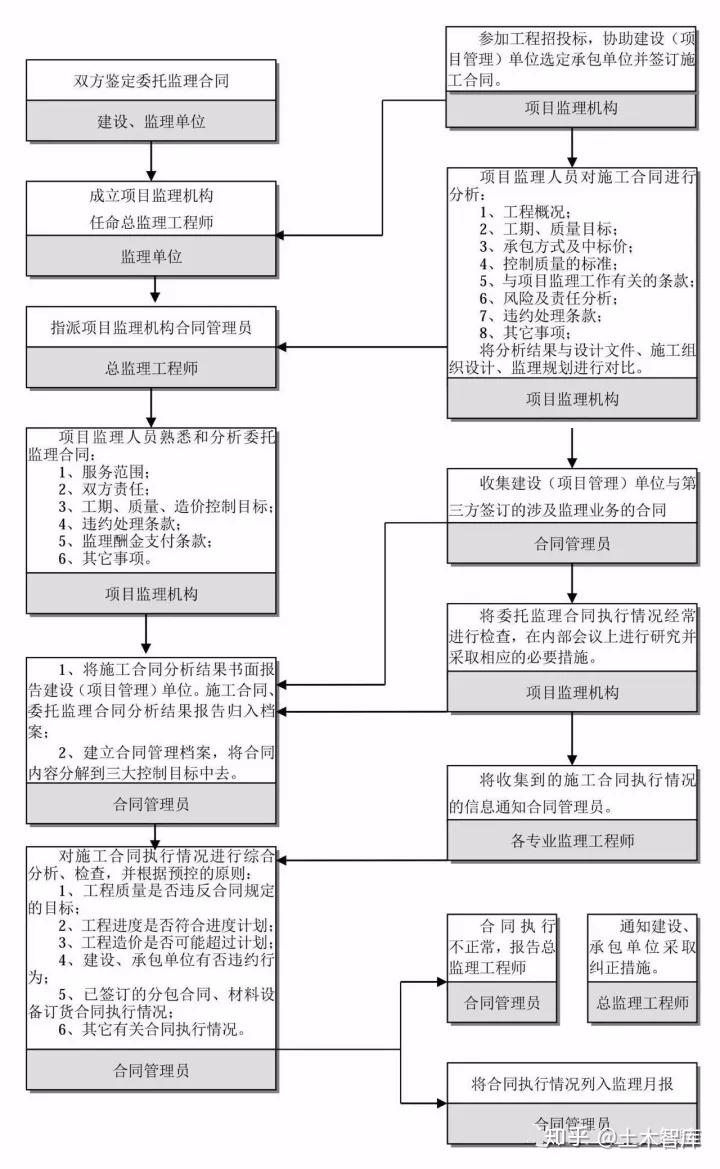 双方鉴定委托监理合同
建设、监理单位
成立项目监理机构
任命总监理工程师
监理单位
指派项目监理机构合同管理员
总监理工程师
项目监理人员熟悉和分析委托
监理合同：
1、服务范围；
2、双方责任；
3、工期、质量、造价控制目标；
4、违约处理条款；
5、监理酬金支付条款；
6、其它事项。
项目监理机构
1、将施工合同分析结果书面报
告建设（项目管理）单位。施工合同、
委托监理合同分析结果报告归入档
案；
2、建立合同管理档案，将合同
内容分解到三大控制目标中去。
合同管理员
对施工合同执行情况进行综合
分析、检查，并根据预控的原则：
1、工程质量是否违反合同规定
的目标；
2、工程进度是否符合进度计划；
3、工程造价是否可能超过计划；
4、建设、承包单位有否违约行
为；
5、已签订的分包合同、材料设
备订货合同执行情况；
6、其它有关合同执行情况。
合同管理员
参加工程招投标，协助建设（项
目管理）单位选定承包单位并签订施
工合同。
项目监理机构
项目监理人员对施工合同进行
分析：
1、工程概况；
2、工期、质量目标；
3、承包方式及中标价；
4、控制质量的标准；
5、与项目监理工作有关的条款；
6、风险及责任分析；
7、违约处理条款；
8、其它事项；
将分析结果与设计文件、施工组
织设计、监理规划进行对比。
项目监理机构
收集建设（项目管理）单位与第
三方签订的涉及监理业务的合同
合同管理员
将委托监理合同执行情况经常
进行检查，在内部会议上进行研究并
采取相应的必要措施。
项目监理机构
将收集到的施工合同执行情况
的信息通知合同管理员。
各专业监理工程师
合同执行
不正常，报告总
监理工程师
合同管理员
通知建设、
承包单位采取
纠正措施。
总监理工程师
将合同执行情况列入监理月报
合同管理员
知乎 @土木智库